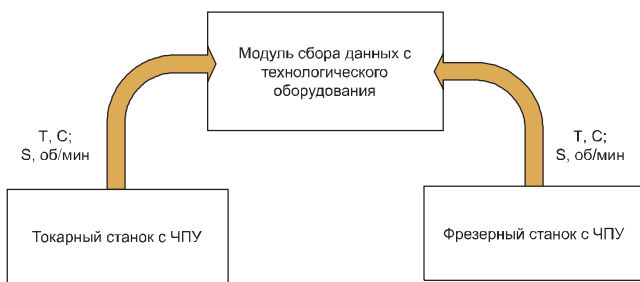 Модуль сбора данных с
технологического
оборудования
Т, С;
S, об/мин
Т, С;
S, об/мин
Токарный станок с ЧПУ
Фрезерный станок с ЧПУ